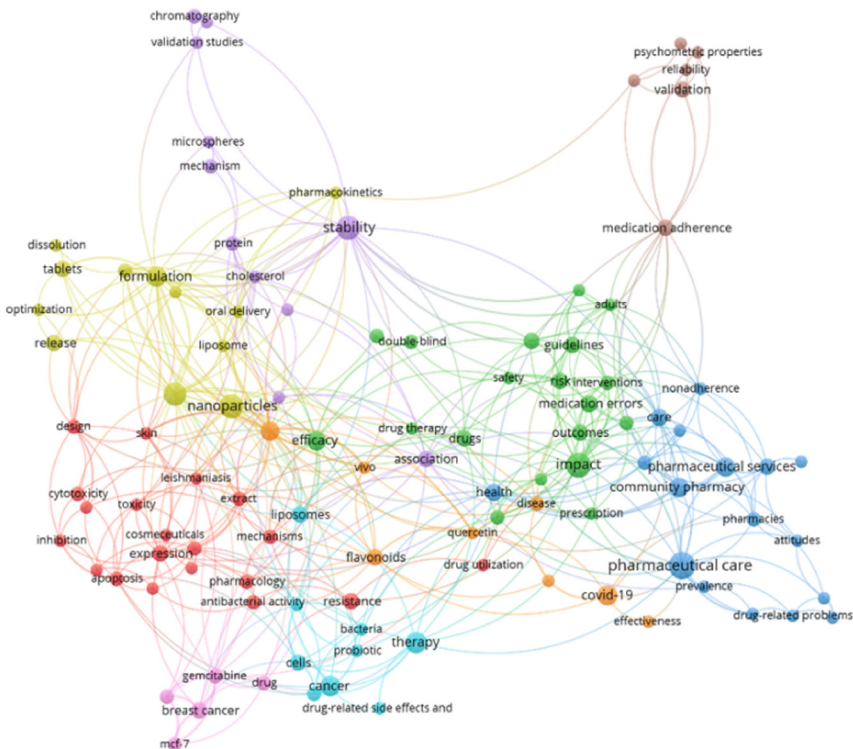 chromatography
validation studies
psychometric properties
reliability
validation
microspheres
mechanism
pharmacokinetics
stability
medication adherence
protein
dissolution
tablets
formulation
cholesterol
optimization
oral delivery
adults
release
liposome
double-blind
guidelines
safety
risk
interventions
nonadherence
nanoparticles
medication errors
care
design
skin
efficacy
drug therapy
drugs
outcomes
association
vivo
impact
pharmaceutical services
leishmaniasis
community pharmacy
cytotoxicity
toxicity
extract
health
disease
liposomes
prescription
pharmacies
inhibition
cosmeceuticals
mechanisms
quercetin
attitudes
expression
flavonoids
drug utilization
pharmaceutical care
apoptosis
pharmacology
prevalence
antibacterial activity
resistance
covid-19
drug-related problems
effectiveness
bacteria
therapy
probiotic
cells
gemcitabine
drug
cancer
breast cancer
drug-related side effects and
mcf-7